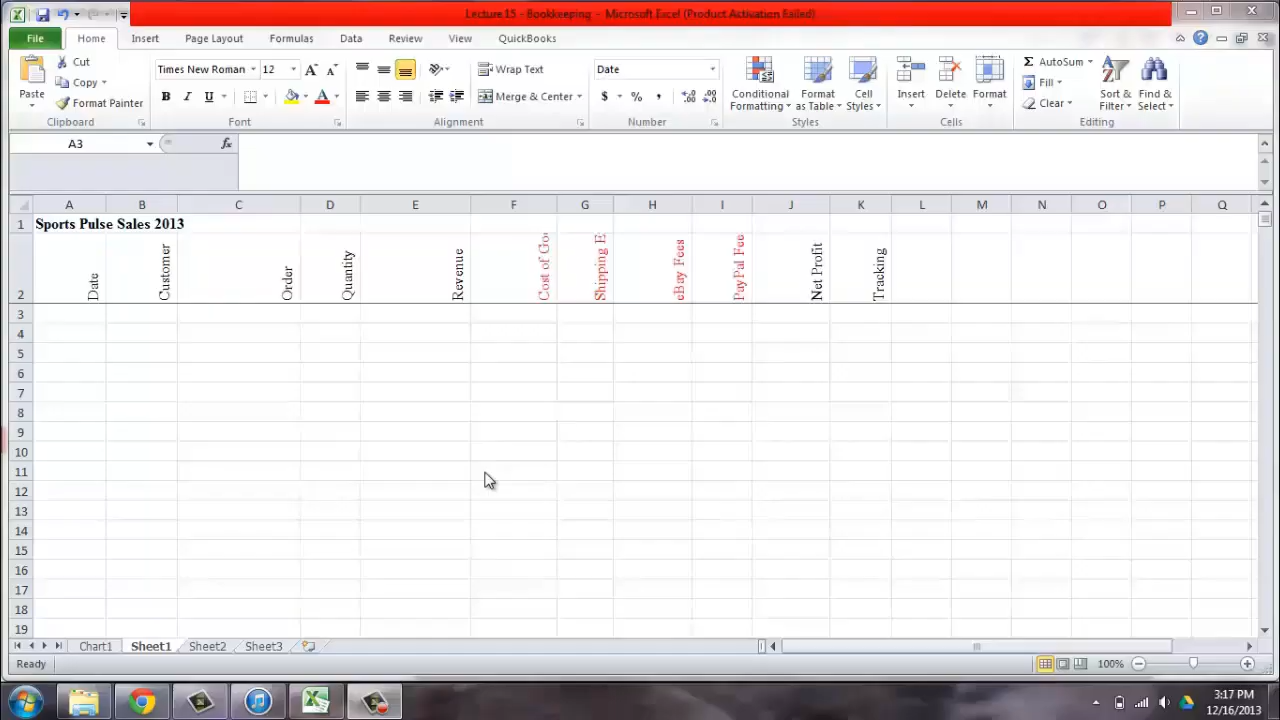 Lecture 15 - Bookkeeping - Microsoft Excel (Product Activation Failed)
File Home Insert Page Layout Formulas Data Review View QuickBooks
Paste Cut Copy Format Painter
Times New Roman 12 B I U
Wrap Text Merge & Center
Date $ % ,
Conditional Formatting Format as Table Cell Styles
Insert Delete Format
Σ AutoSum Fill Clear Sort & Filter Find & Select
Clipboard Font Alignment Number Styles Cells Editing
A3 fx
A B C D E F G H I J K L M N O P Q
1 Sports Pulse Sales 2013
2 Date Customer Order Quantity Revenue Cost of Go Shipping E eBay Fees PayPal Fee Net Profit Tracking
3
4
5
6
7
8
9
10
11
12
13
14
15
16
17
18
19
Chart1 Sheet1 Sheet2 Sheet3
Ready 100%
3:17 PM
12/16/2013